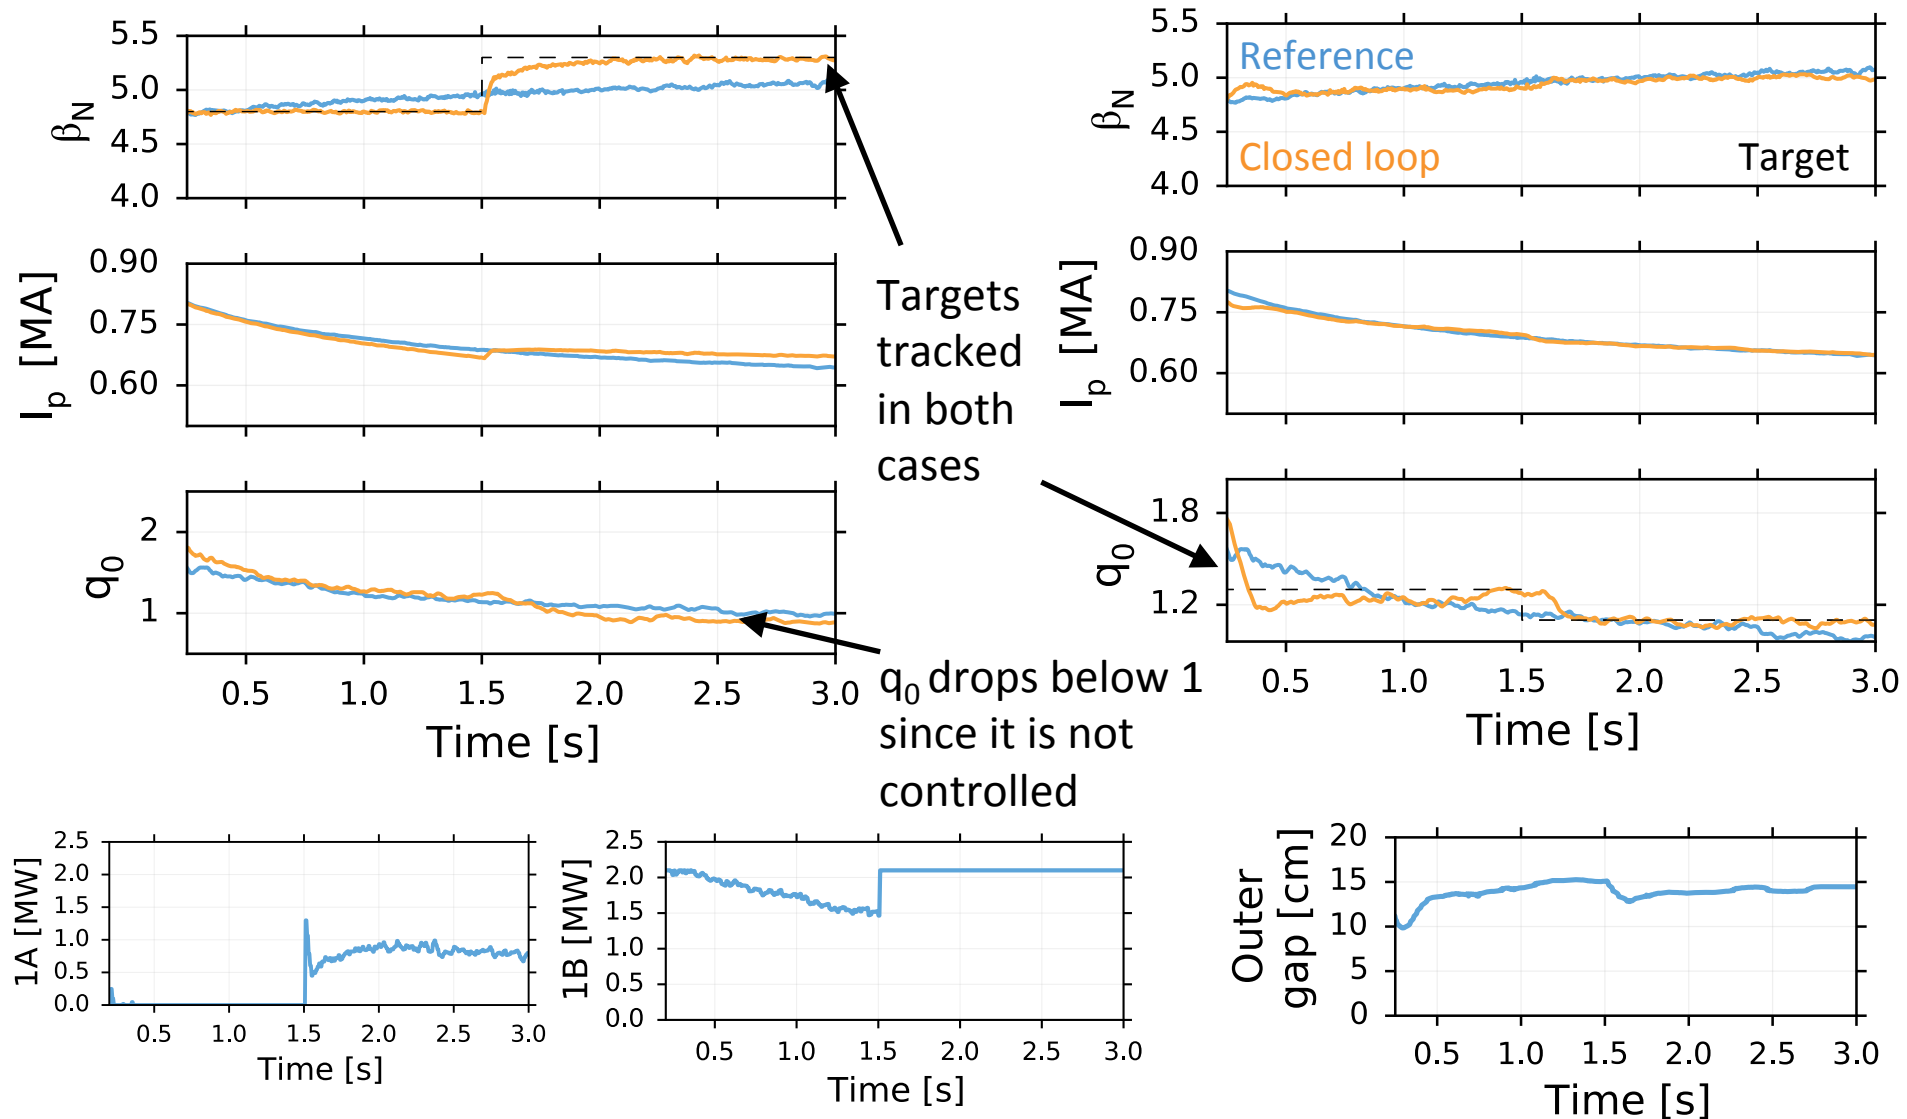 5.5
5.0
4.5
4.0
βN
0.90
0.75
0.60
Ip [MA]
2
1
q0
0.5 1.0 1.5 2.0 2.5 3.0
Time [s]
Targets
tracked
in both
cases
q0 drops below 1
since it is not
controlled
5.5
5.0
4.5
4.0
βN
Reference
Closed loop
Target
0.90
0.75
0.60
Ip [MA]
1.8
1.2
q0
0.5 1.0 1.5 2.0 2.5 3.0
Time [s]
2.5
2.0
1.5
1.0
0.5
0.0
1A [MW]
0.5 1.0 1.5 2.0 2.5 3.0
Time [s]
2.5
2.0
1.5
1.0
0.5
0.0
1B [MW]
0.5 1.0 1.5 2.0 2.5 3.0
Time [s]
20
15
10
5
0
Outer
gap [cm]
0.5 1.0 1.5 2.0 2.5 3.0
Time [s]